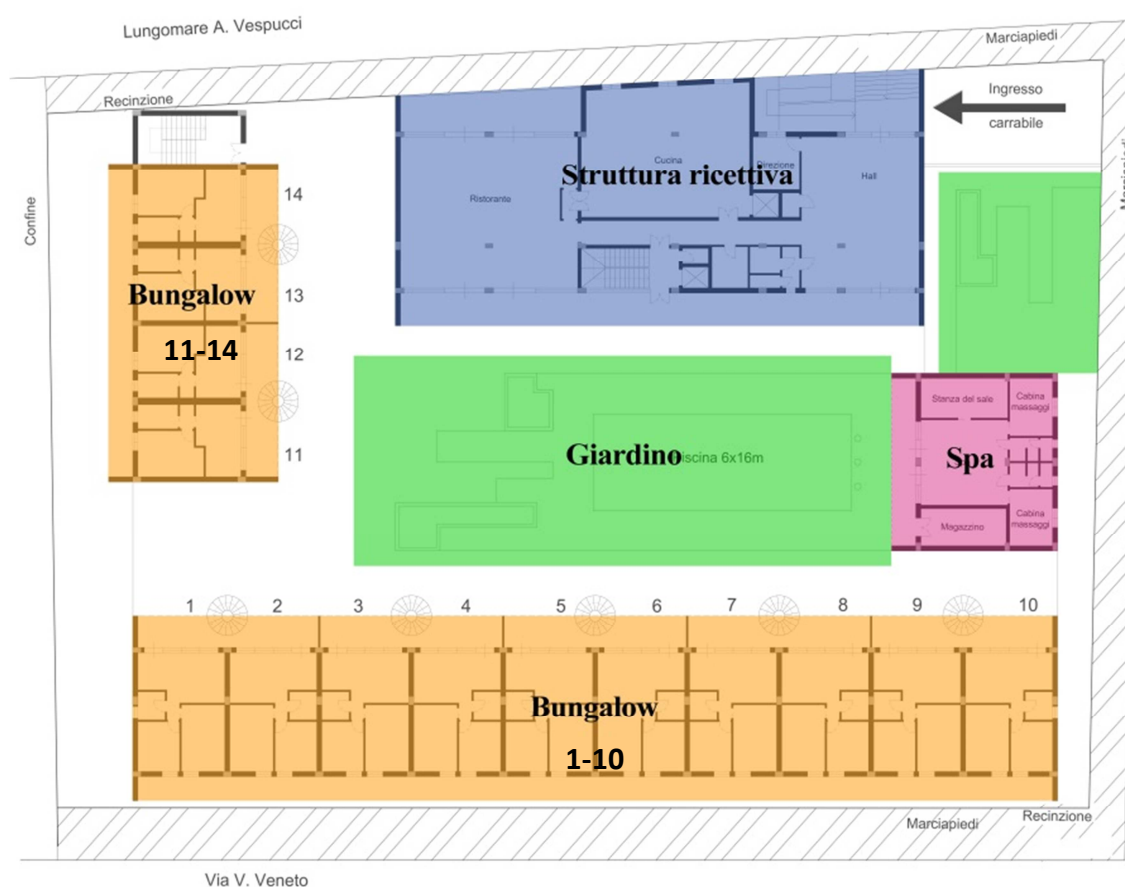 Lungomare A. Vespucci
Marciapiedi
Recinzione
Ingresso
carrabile
Marciapiedi
Confine
Cucina
Direzione
Struttura ricettiva
Hall
Ristorante
14
Bungalow
13
11-14
12
11
Stanza del sale
Cabina
massaggi
Giardino
Piscina 6x16m
Spa
Magazzino
Cabina
massaggi
1
2
3
4
5
6
7
8
9
10
Bungalow
1-10
Marciapiedi
Recinzione
Via V. Veneto